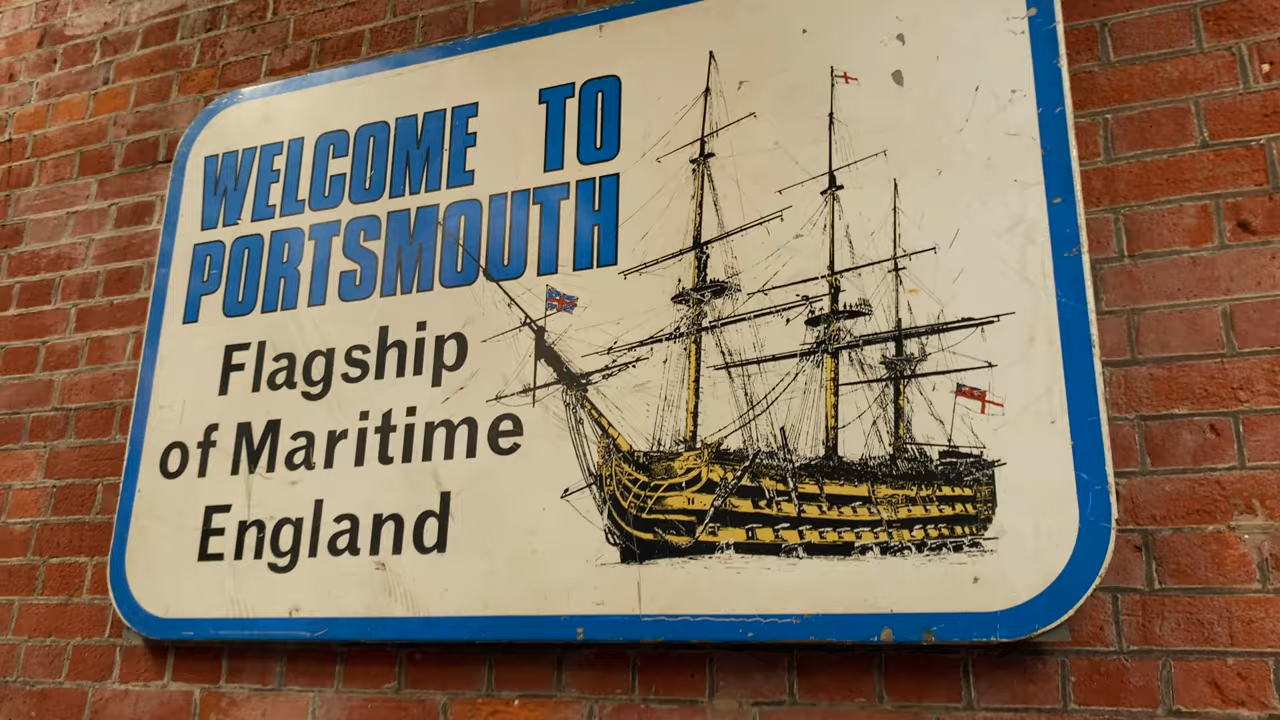 WELCOME TO
PORTSMOUTH
Flagship
of Maritime
England